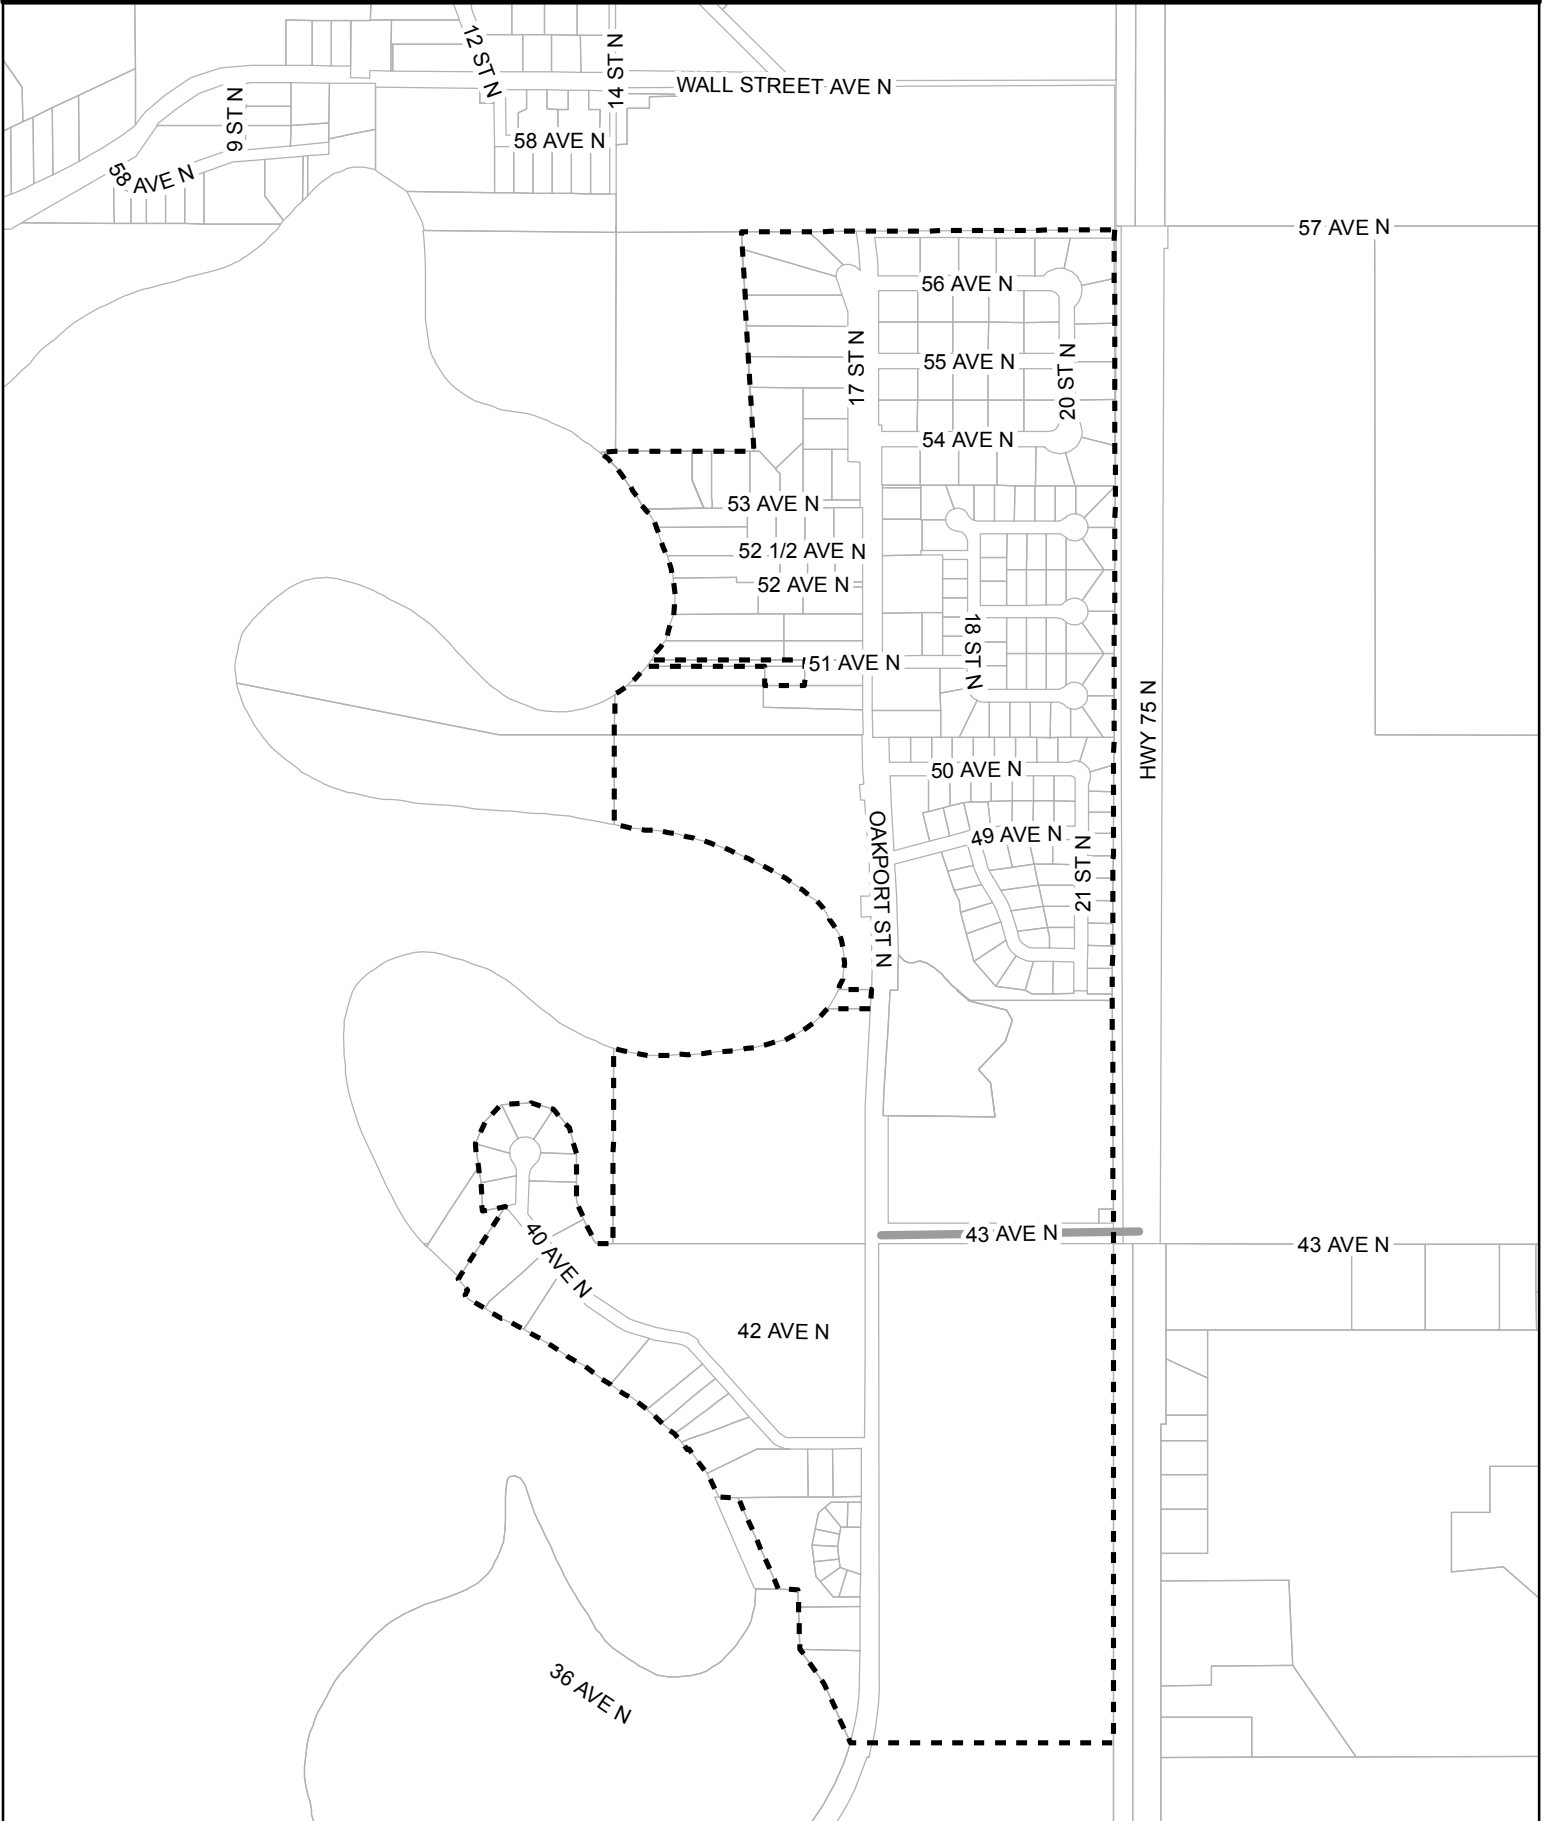 12 ST N
14 ST N
WALL STREET AVE N
9 ST N
58 AVE N
58 AVE N
57 AVE N
56 AVE N
17 ST N
55 AVE N
20 ST N
54 AVE N
53 AVE N
52 1/2 AVE N
52 AVE N
18 ST N
51 AVE N
HWY 75 N
50 AVE N
OAKPORT ST N
49 AVE N
21 ST N
43 AVE N
43 AVE N
40 AVE N
42 AVE N
36 AVE N